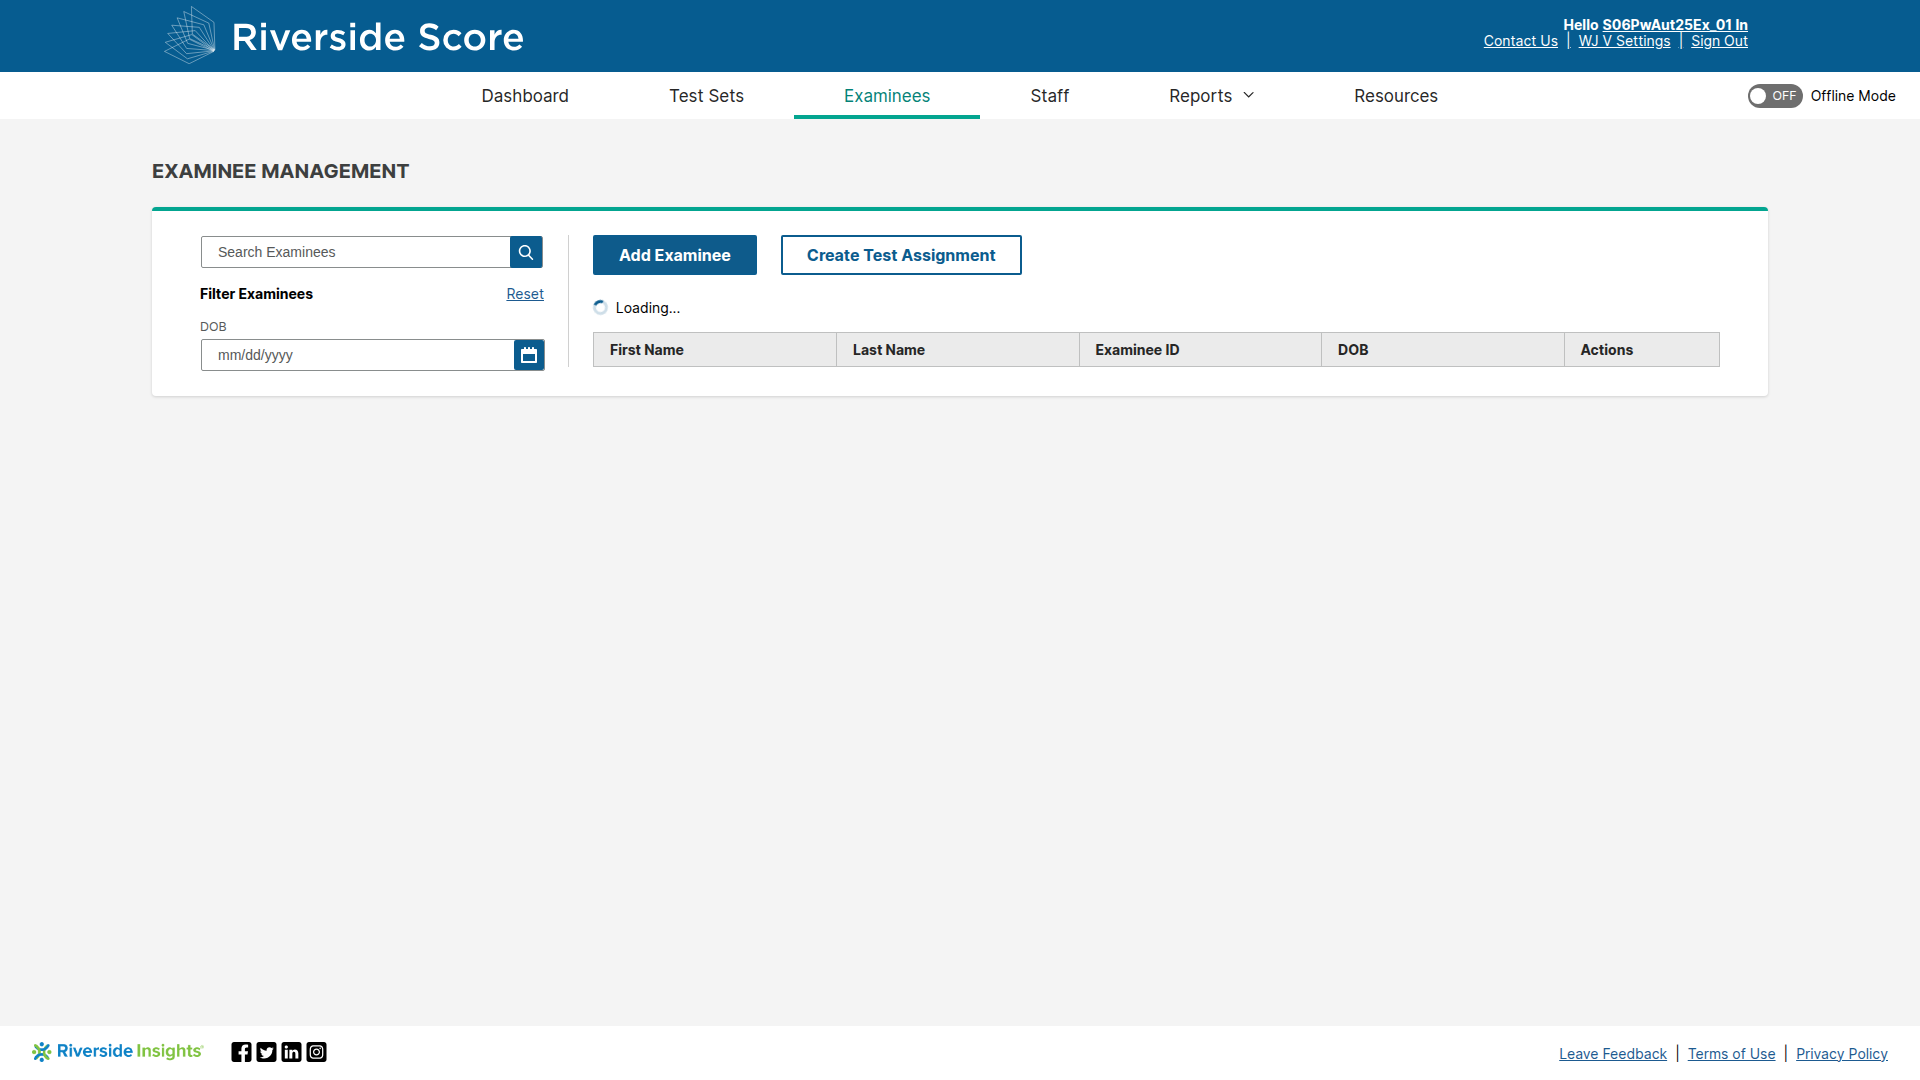 Riverside Score
Hello S06PwAut25Ex_01 In
Contact Us | WJ V Settings | Sign Out
Dashboard
Test Sets
Examinees
Staff
Reports
Resources
OFF Offline Mode
EXAMINEE MANAGEMENT
Search Examinees
Filter Examinees Reset
DOB
mm/dd/yyyy
Add Examinee
Create Test Assignment
Loading...
First Name Last Name Examinee ID DOB Actions
Riverside Insights
Leave Feedback | Terms of Use | Privacy Policy